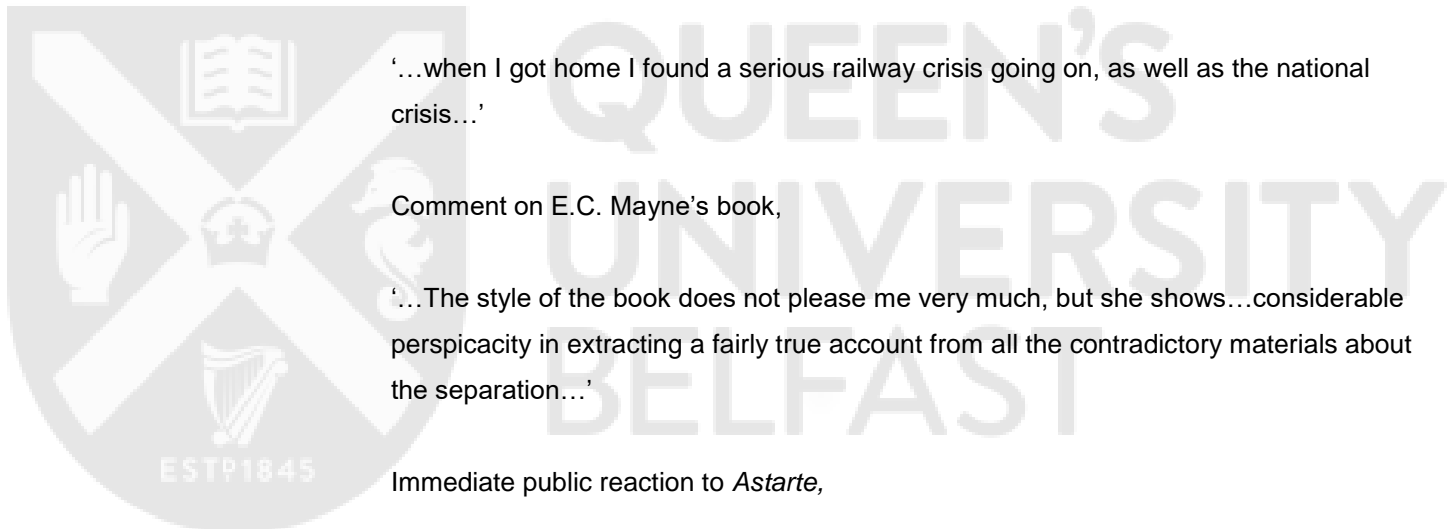 ‘…when I got home I found a serious railway crisis going on, as well as the national
crisis…’
Comment on E.C. Mayne’s book,
‘…The style of the book does not please me very much, but she shows…considerable
perspicacity in extracting a fairly true account from all the contradictory materials about
the separation…’
Immediate public reaction to Astarte,
QUEEN’S
UNIVERSITY
BELFAST
ESTD1845